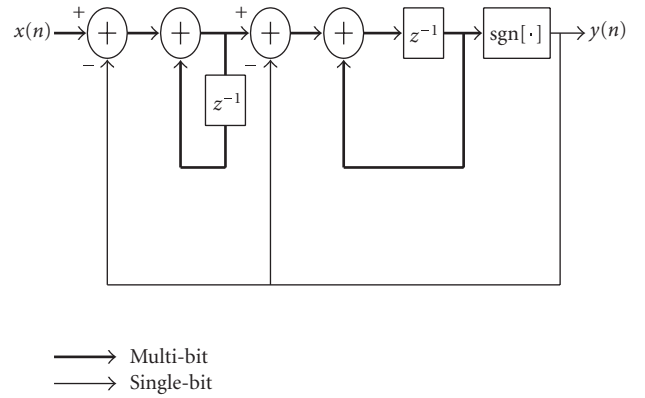 x(n) + − + + + − + + z⁻¹ sgn[·] y(n)
z⁻¹
Multi-bit
Single-bit